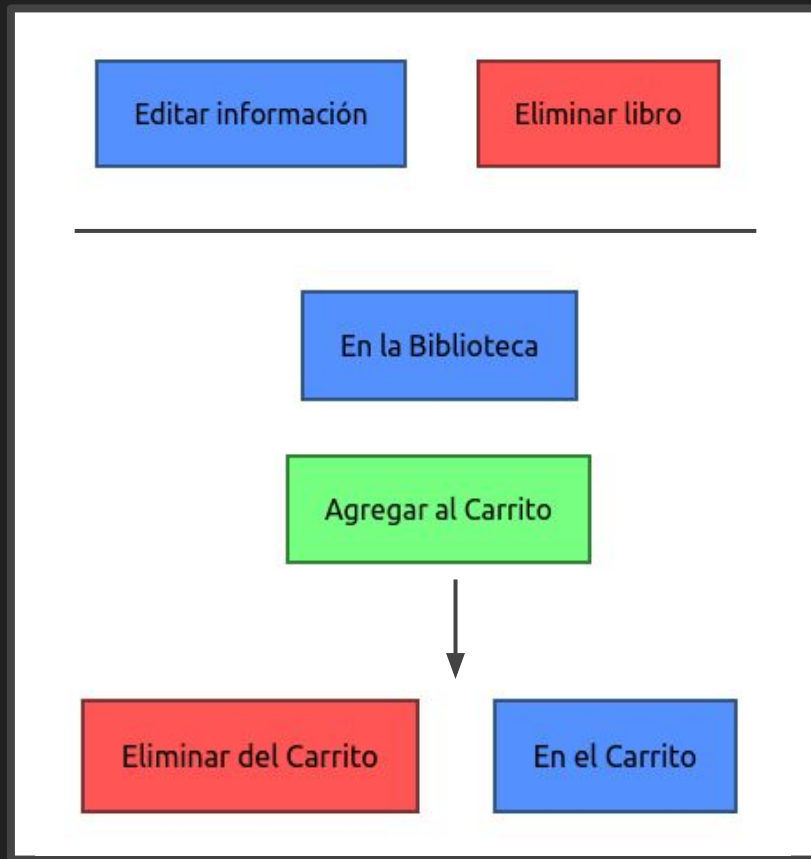 Editar información
Eliminar libro
En la Biblioteca
Agregar al Carrito
Eliminar del Carrito
En el Carrito